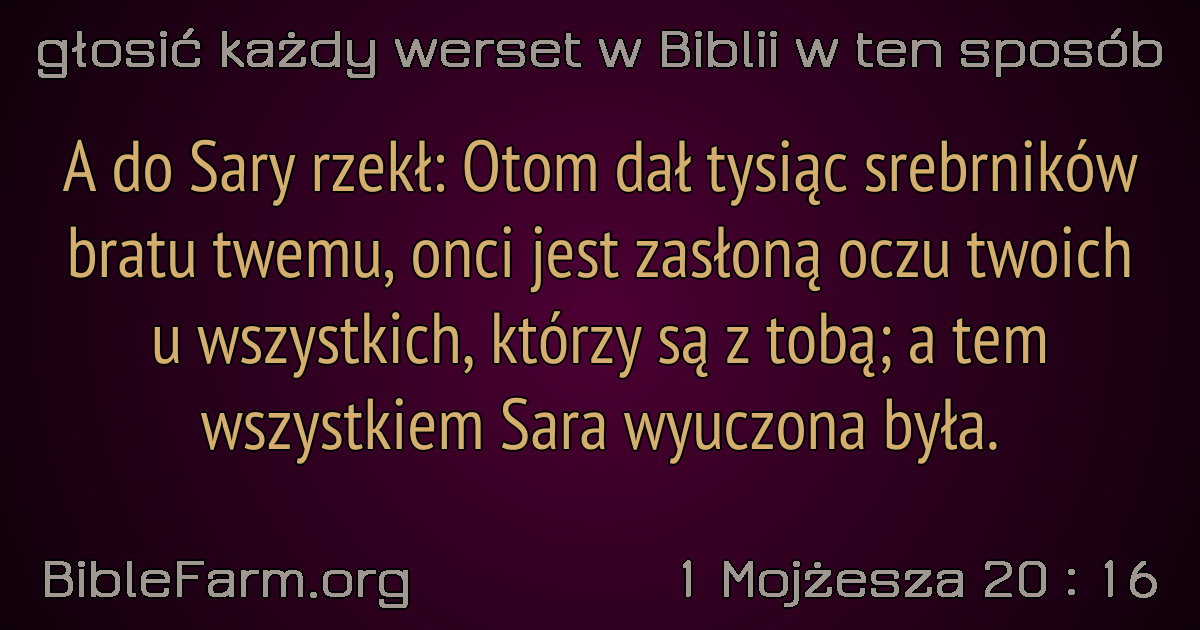 głosić każdy werset w Biblii w ten sposób
A do Sary rzekł: Otom dał tysiąc srebrników
bratu twemu, onci jest zasłoną oczu twoich
u wszystkich, którzy są z tobą; a tem
wszystkiem Sara wyuczona była.
BibleFarm.org
1 Mojżesza 20 : 16